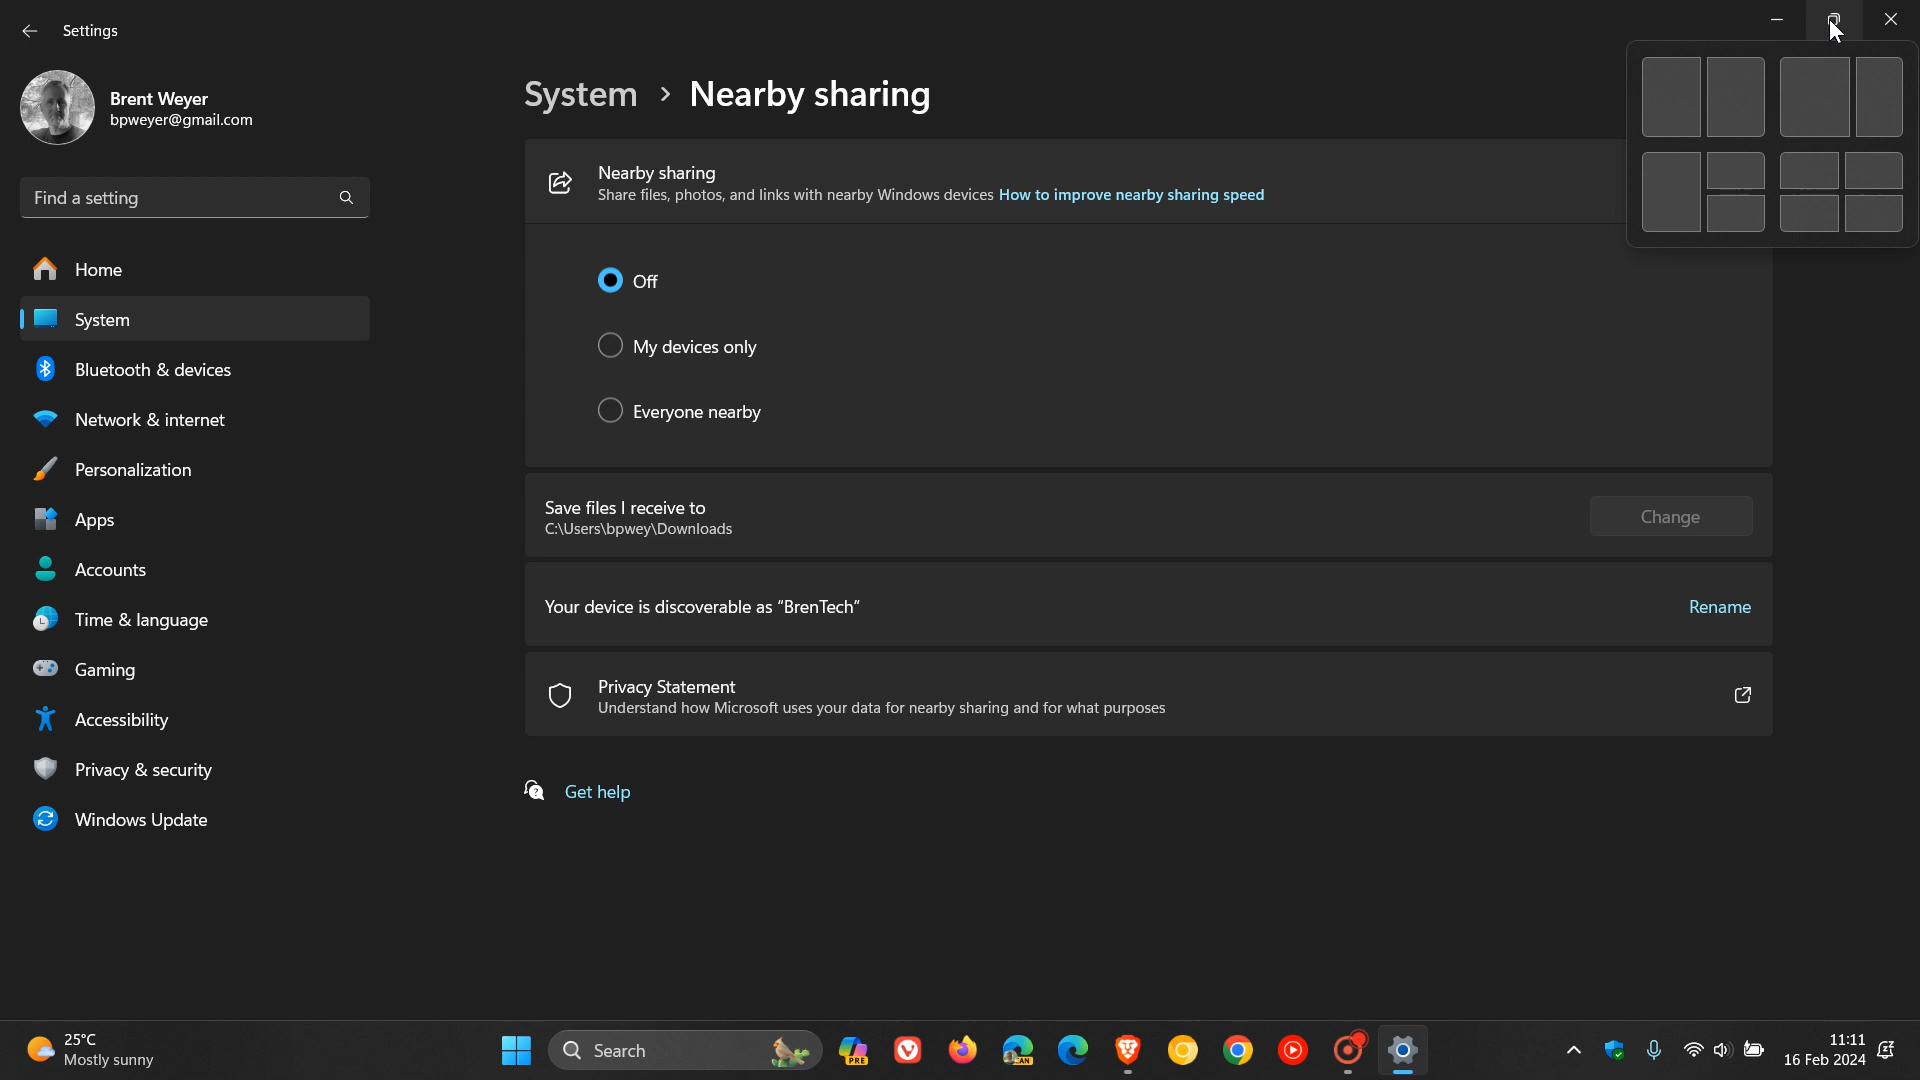 Settings
Brent Weyer
bpweyer@gmail.com
Find a setting
Home
System
Bluetooth & devices
Network & internet
Personalization
Apps
Accounts
Time & language
Gaming
Accessibility
Privacy & security
Windows Update
System > Nearby sharing
Nearby sharing
Share files, photos, and links with nearby Windows devices How to improve nearby sharing speed
Off
My devices only
Everyone nearby
Save files I receive to
C:\Users\bpwey\Downloads
Change
Your device is discoverable as "BrenTech"
Rename
Privacy Statement
Understand how Microsoft uses your data for nearby sharing and for what purposes
Get help
25°C
Mostly sunny
Search
PRE
CAN
11:11
16 Feb 2024